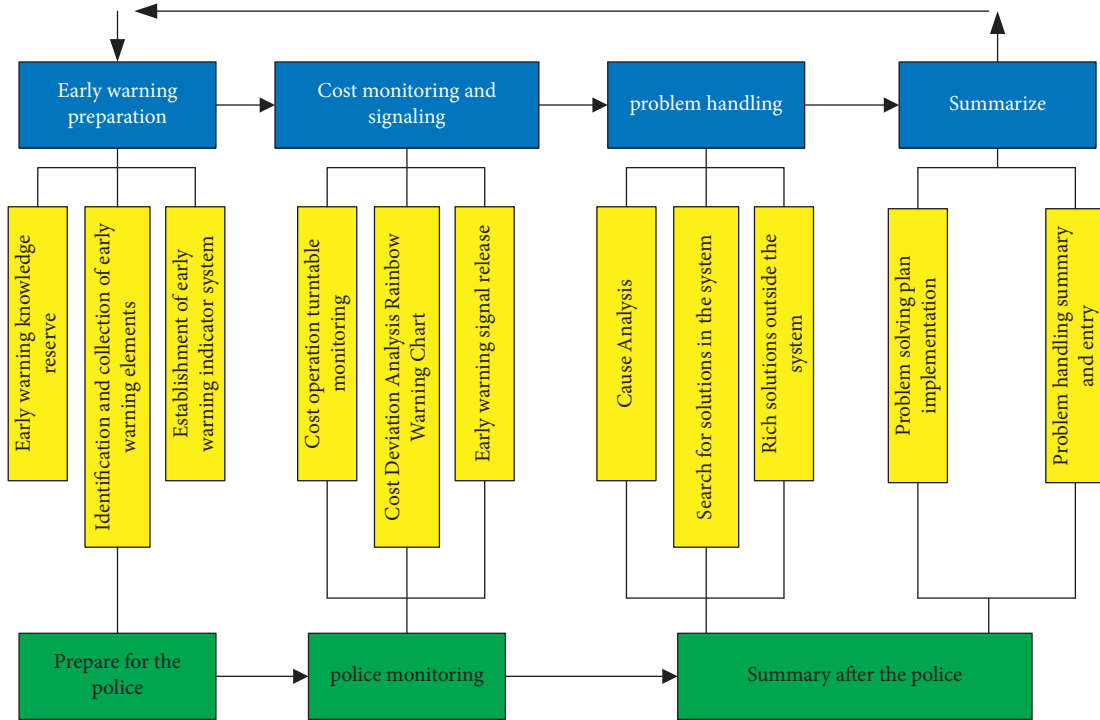 Early warning
preparation
Cost monitoring and
signaling
problem handling
Summarize
Early warning knowledge
reserve
Identification and collection of early
warning elements
Establishment of early
warning indicator system
Cost operation turntable
monitoring
Cost Deviation Analysis Rainbow
Warning Chart
Early warning signal release
Cause Analysis
Search for solutions in the system
Rich solutions outside the
system
Problem solving plan
implementation
Problem handling summary
and entry
Prepare for the
police
police monitoring
Summary after the police